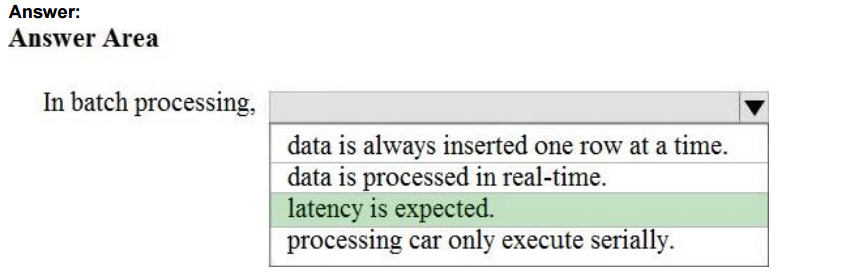 Answer:
Answer Area
In batch processing,
data is always inserted one row at a time.
data is processed in real-time.
latency is expected.
processing car only execute serially.